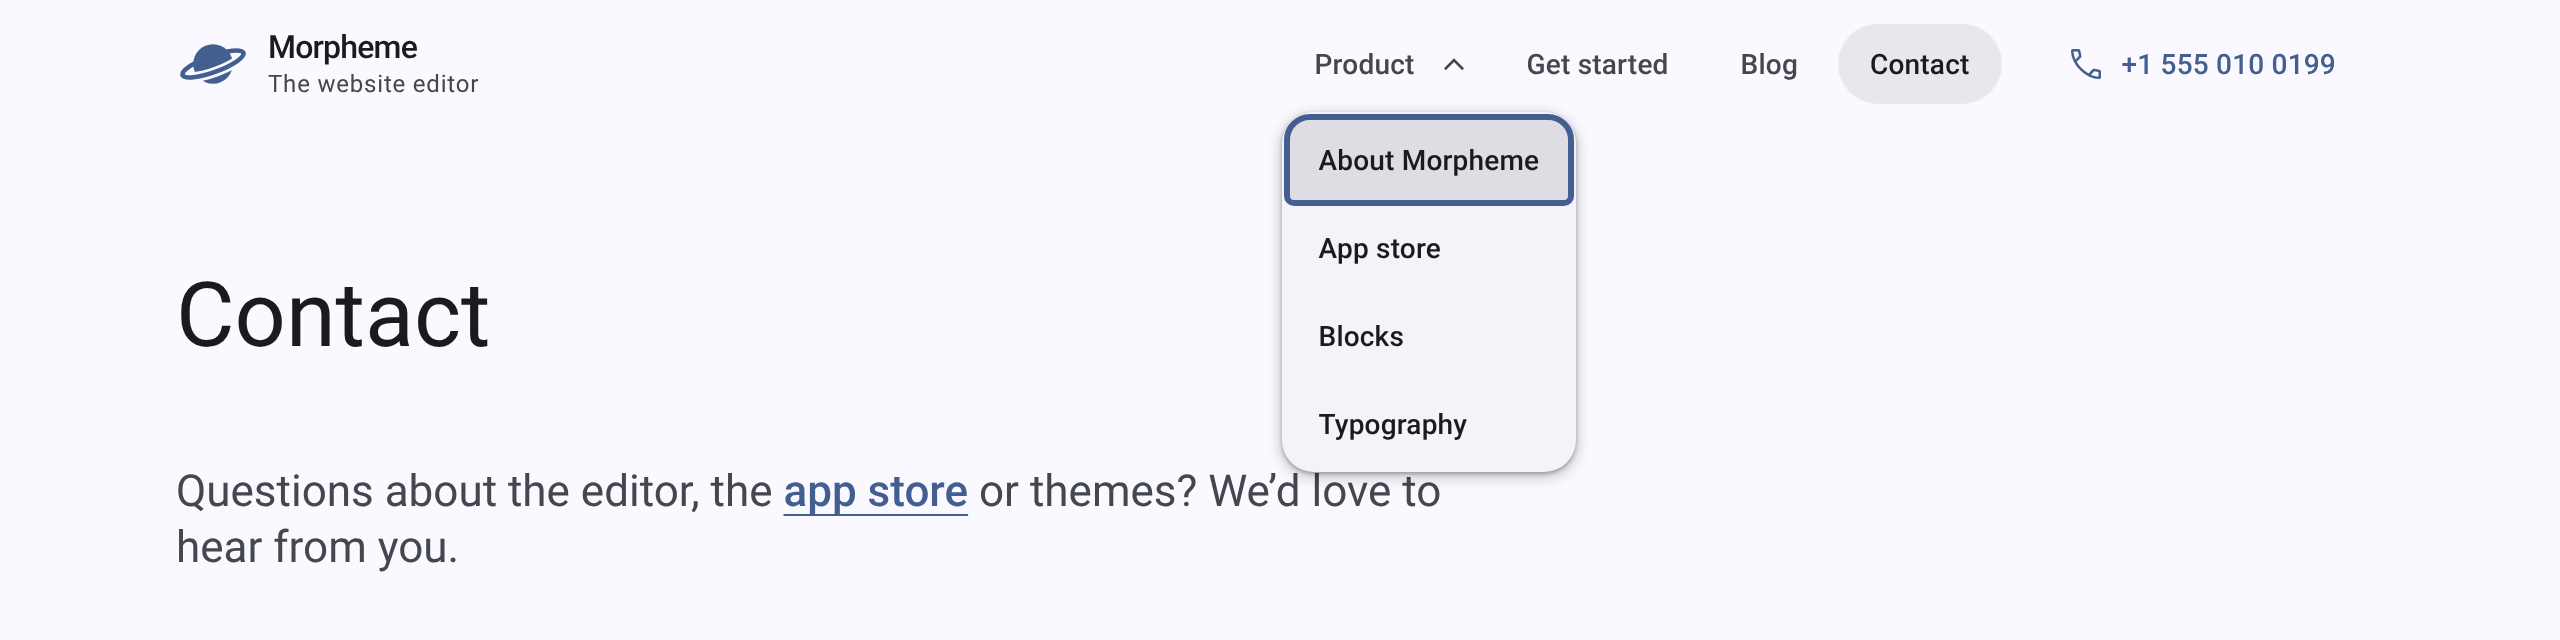 Morpheme
The website editor
Product
Get started
Blog
Contact
+1 555 010 0199
About Morpheme
App store
Blocks
Typography
Contact
Questions about the editor, the app store or themes? We’d love to
hear from you.